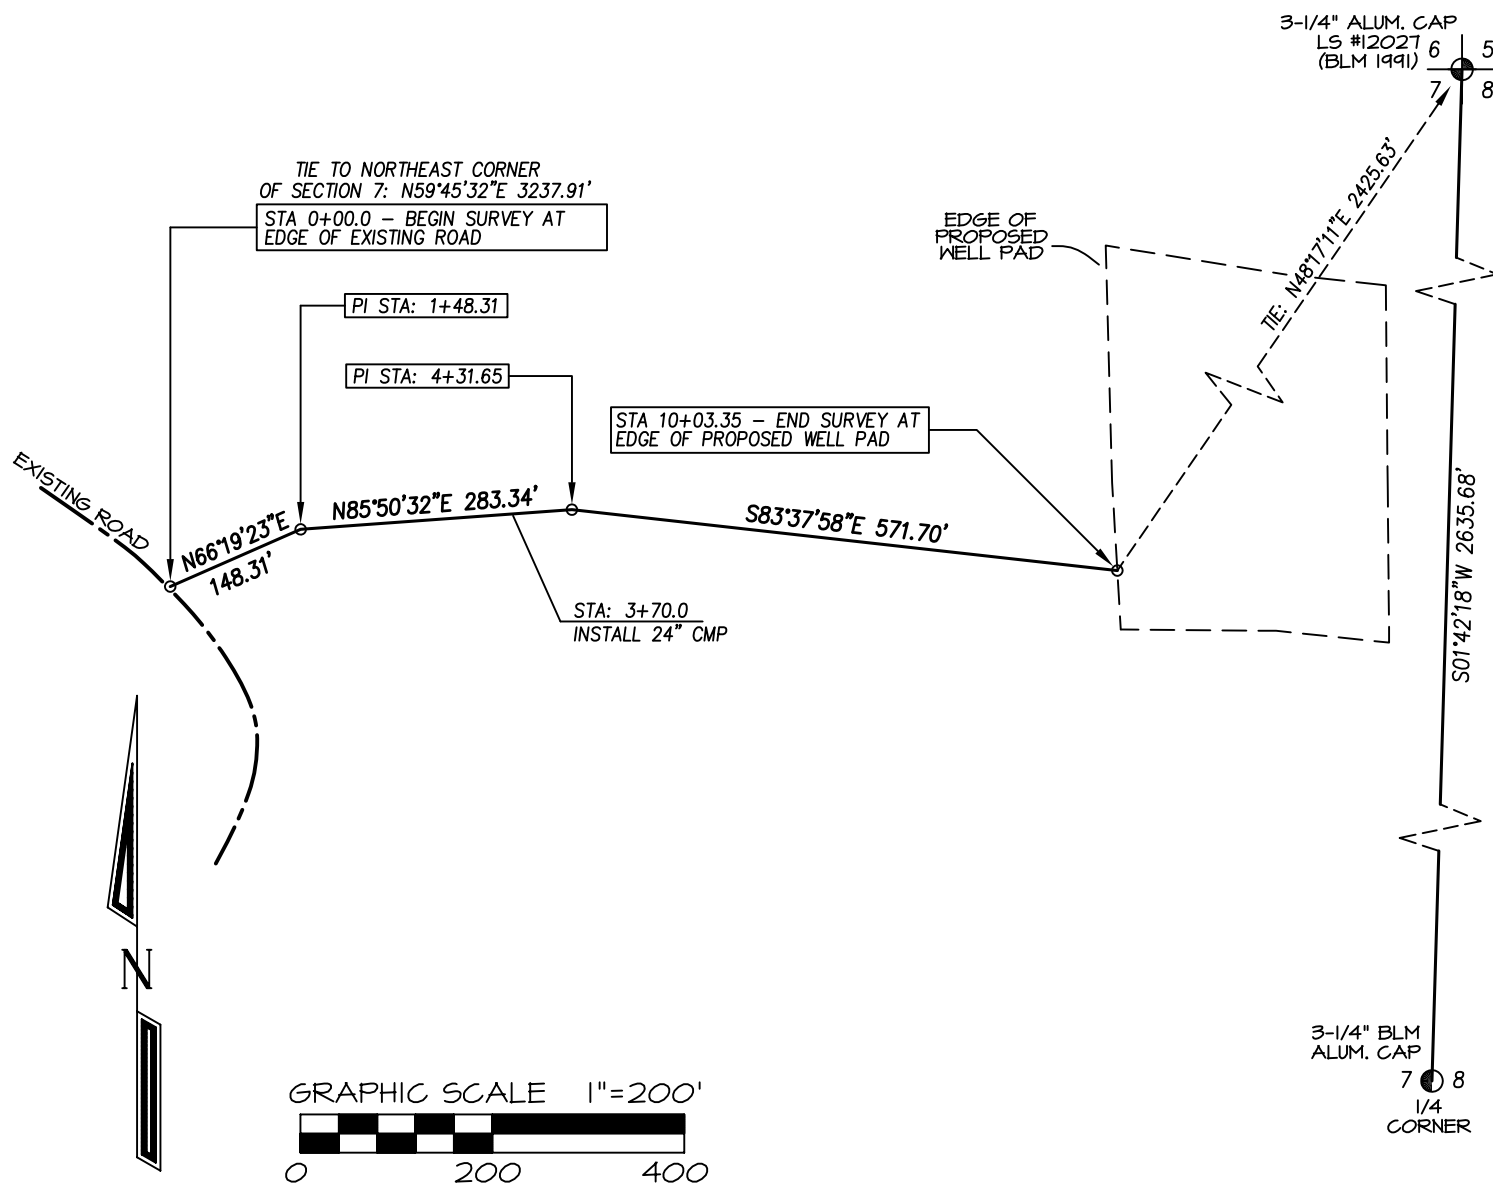 3-1/4" ALUM. CAP
LS #12027
(BLM 1991)
6 5
7 8
TIE TO NORTHEAST CORNER
OF SECTION 7: N59°45'32"E 3237.91'
STA 0+00.0 – BEGIN SURVEY AT
EDGE OF EXISTING ROAD
EDGE OF
PROPOSED
WELL PAD
TIE: N48°17'11"E 2425.63'
PI STA: 1+48.31
PI STA: 4+31.65
STA 10+03.35 – END SURVEY AT
EDGE OF PROPOSED WELL PAD
EXISTING ROAD
N66°19'23"E
148.31'
N85°50'32"E 283.34'
S83°37'58"E 571.70'
STA: 3+70.0
INSTALL 24" CMP
S01°42'18"W 2635.68'
N
3-1/4" BLM
ALUM. CAP
7 8
1/4
CORNER
GRAPHIC SCALE 1"=200'
0 200 400